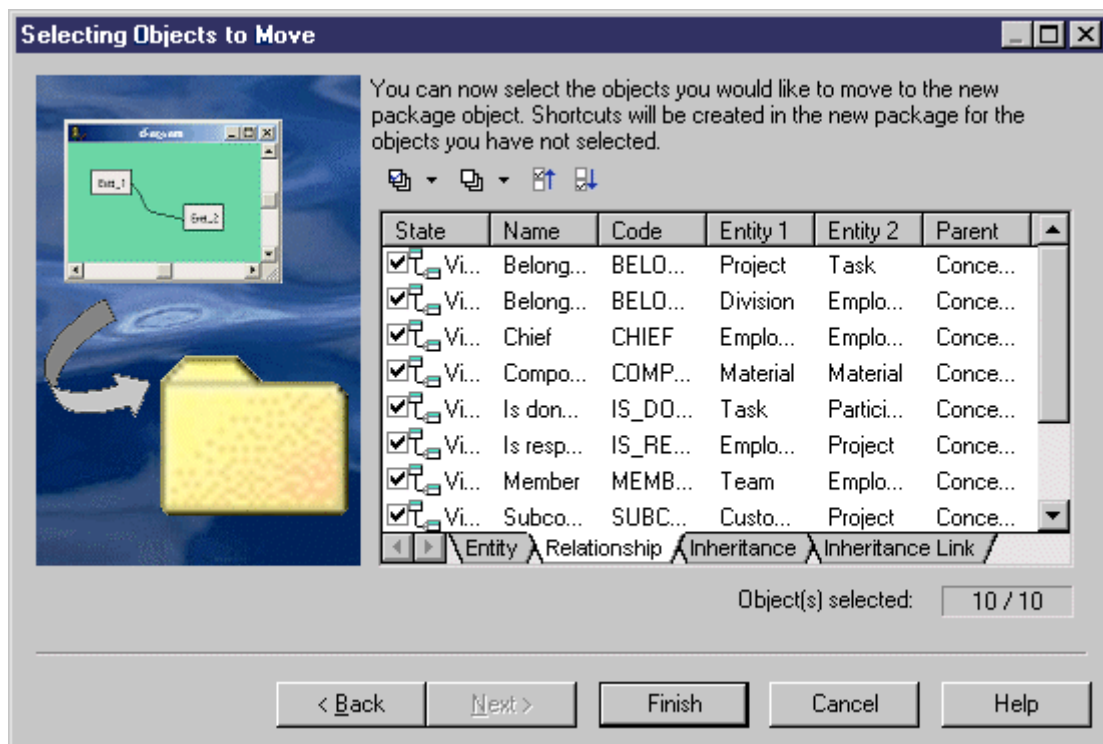 Selecting Objects to Move
You can now select the objects you would like to move to the new
package object. Shortcuts will be created in the new package for the
objects you have not selected.
diagram
Entt_1
Entt_2
State Name Code Entity 1 Entity 2 Parent
Vi... Belong... BELO... Project Task Conce...
Vi... Belong... BELO... Division Emplo... Conce...
Vi... Chief CHIEF Emplo... Emplo... Conce...
Vi... Compo... COMP... Material Material Conce...
Vi... Is don... IS_DO... Task Partici... Conce...
Vi... Is resp... IS_RE... Emplo... Project Conce...
Vi... Member MEMB... Team Emplo... Conce...
Vi... Subco... SUBC... Custo... Project Conce...
Entity Relationship Inheritance Inheritance Link
Object(s) selected: 10 / 10
< Back Next > Finish Cancel Help